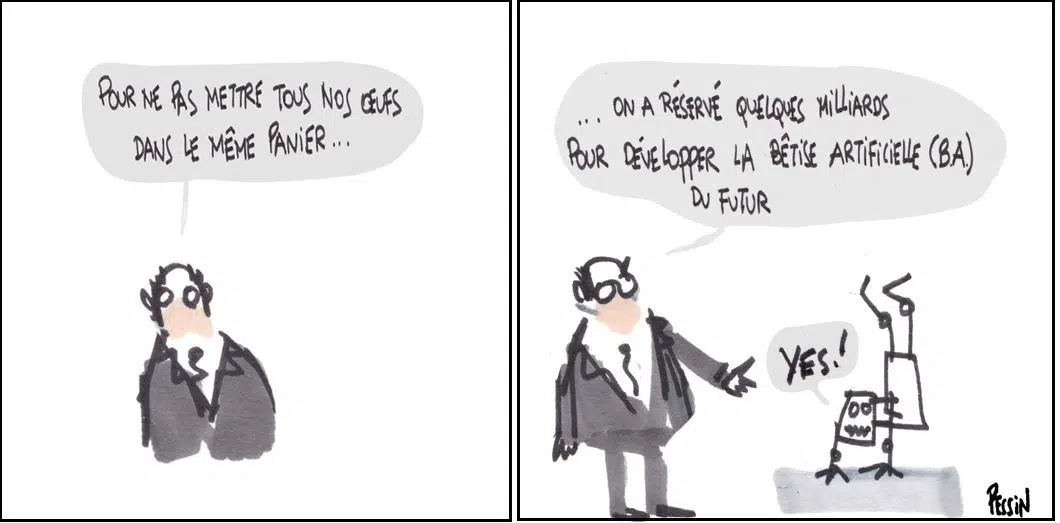 POUR NE PAS METTRE TOUS NOS ŒUFS
DANS LE MÊME PANIER...
... ON A RÉSERVÉ QUELQUES MILLIARDS
POUR DÉVELOPPER LA BÊTISE ARTIFICIELLE (B.A.)
DU FUTUR
YES!
PESSIN